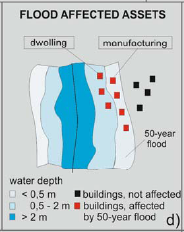 FLOOD AFFECTED ASSETS
dwolling
manufacturing
50-year
flood
water depth
< 0,5 m
0,5 - 2 m
> 2 m
buildings, not affected
buildings, affected
by 50-year flood
d)